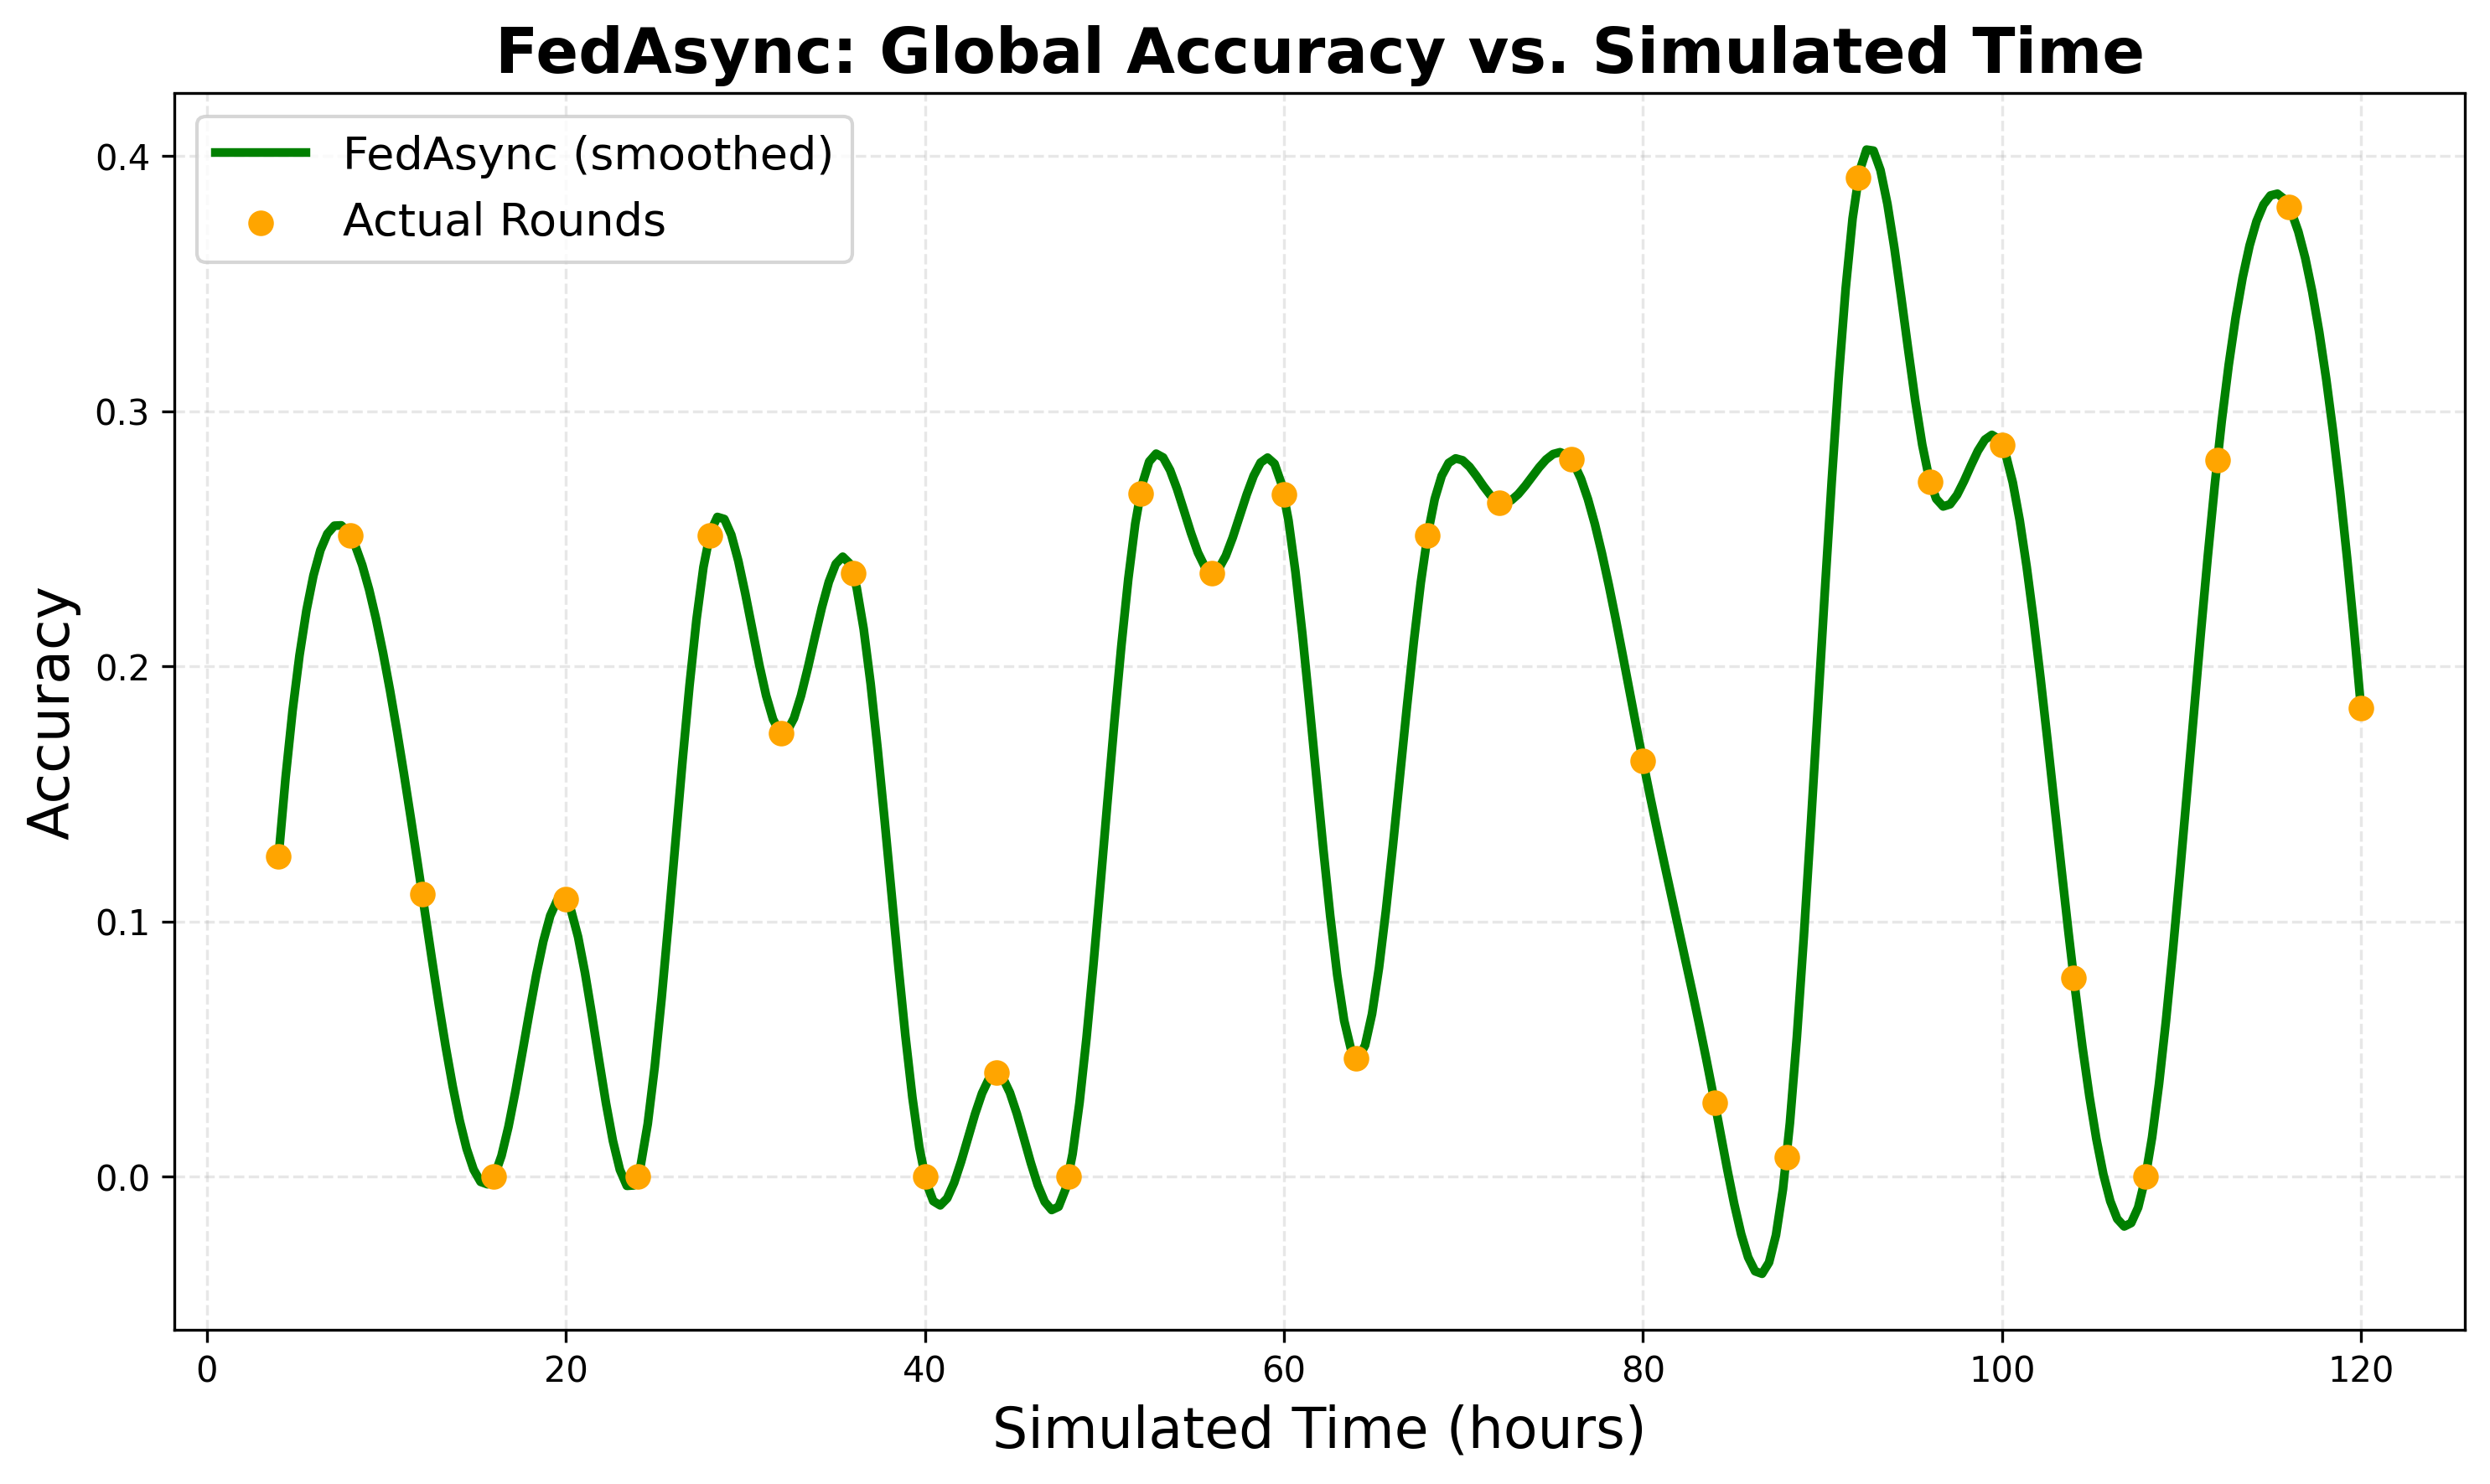 FedAsync: Global Accuracy vs. Simulated Time
FedAsync (smoothed)
Actual Rounds
Accuracy
0.4
0.3
0.2
0.1
0.0
0 20 40 60 80 100 120
Simulated Time (hours)